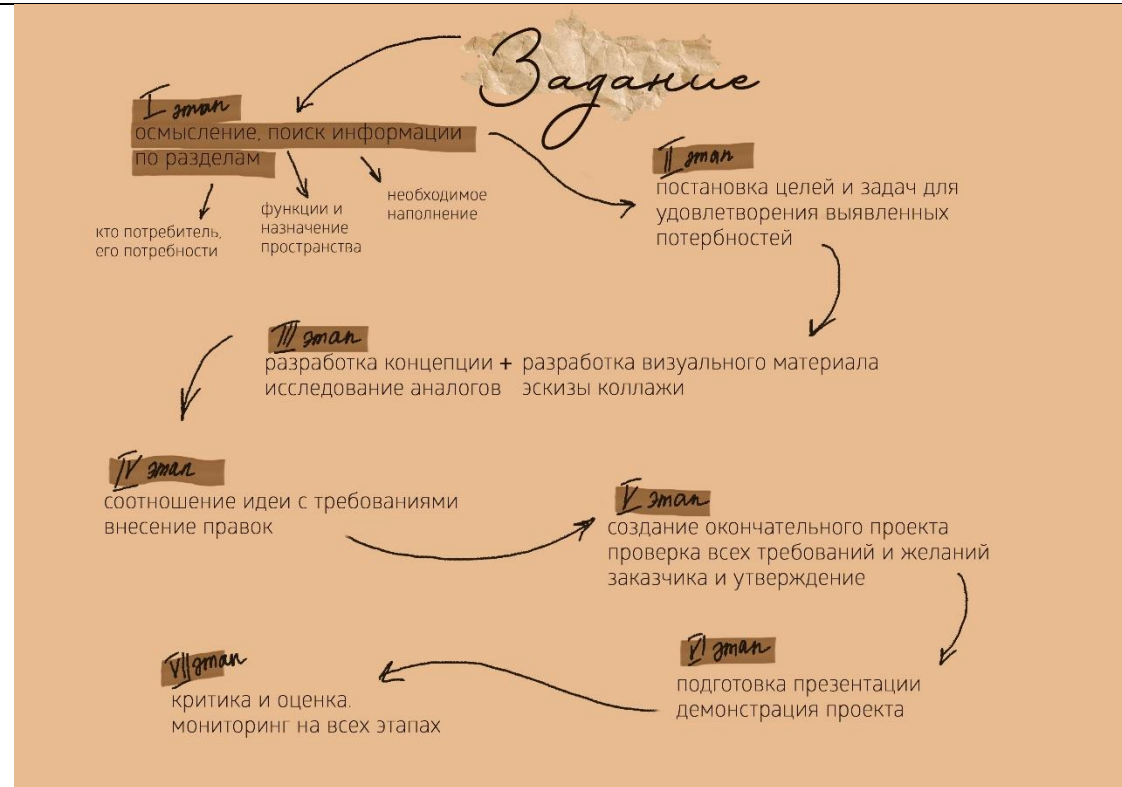 Задание
I этап
осмысление, поиск информации
по разделам
кто потребитель,
его потребности
функции и
назначение
пространства
необходимое
наполнение
II этап
постановка целей и задач для
удовлетворения выявленных
потербностей
III этап
разработка концепции + разработка визуального материала
исследование аналогов эскизы коллажи
IV этап
соотношение идеи с требованиями
внесение правок
V этап
создание окончательного проекта
проверка всех требований и желаний
заказчика и утверждение
VI этап
подготовка презентации
демонстрация проекта
VII этап
критика и оценка.
мониторинг на всех этапах